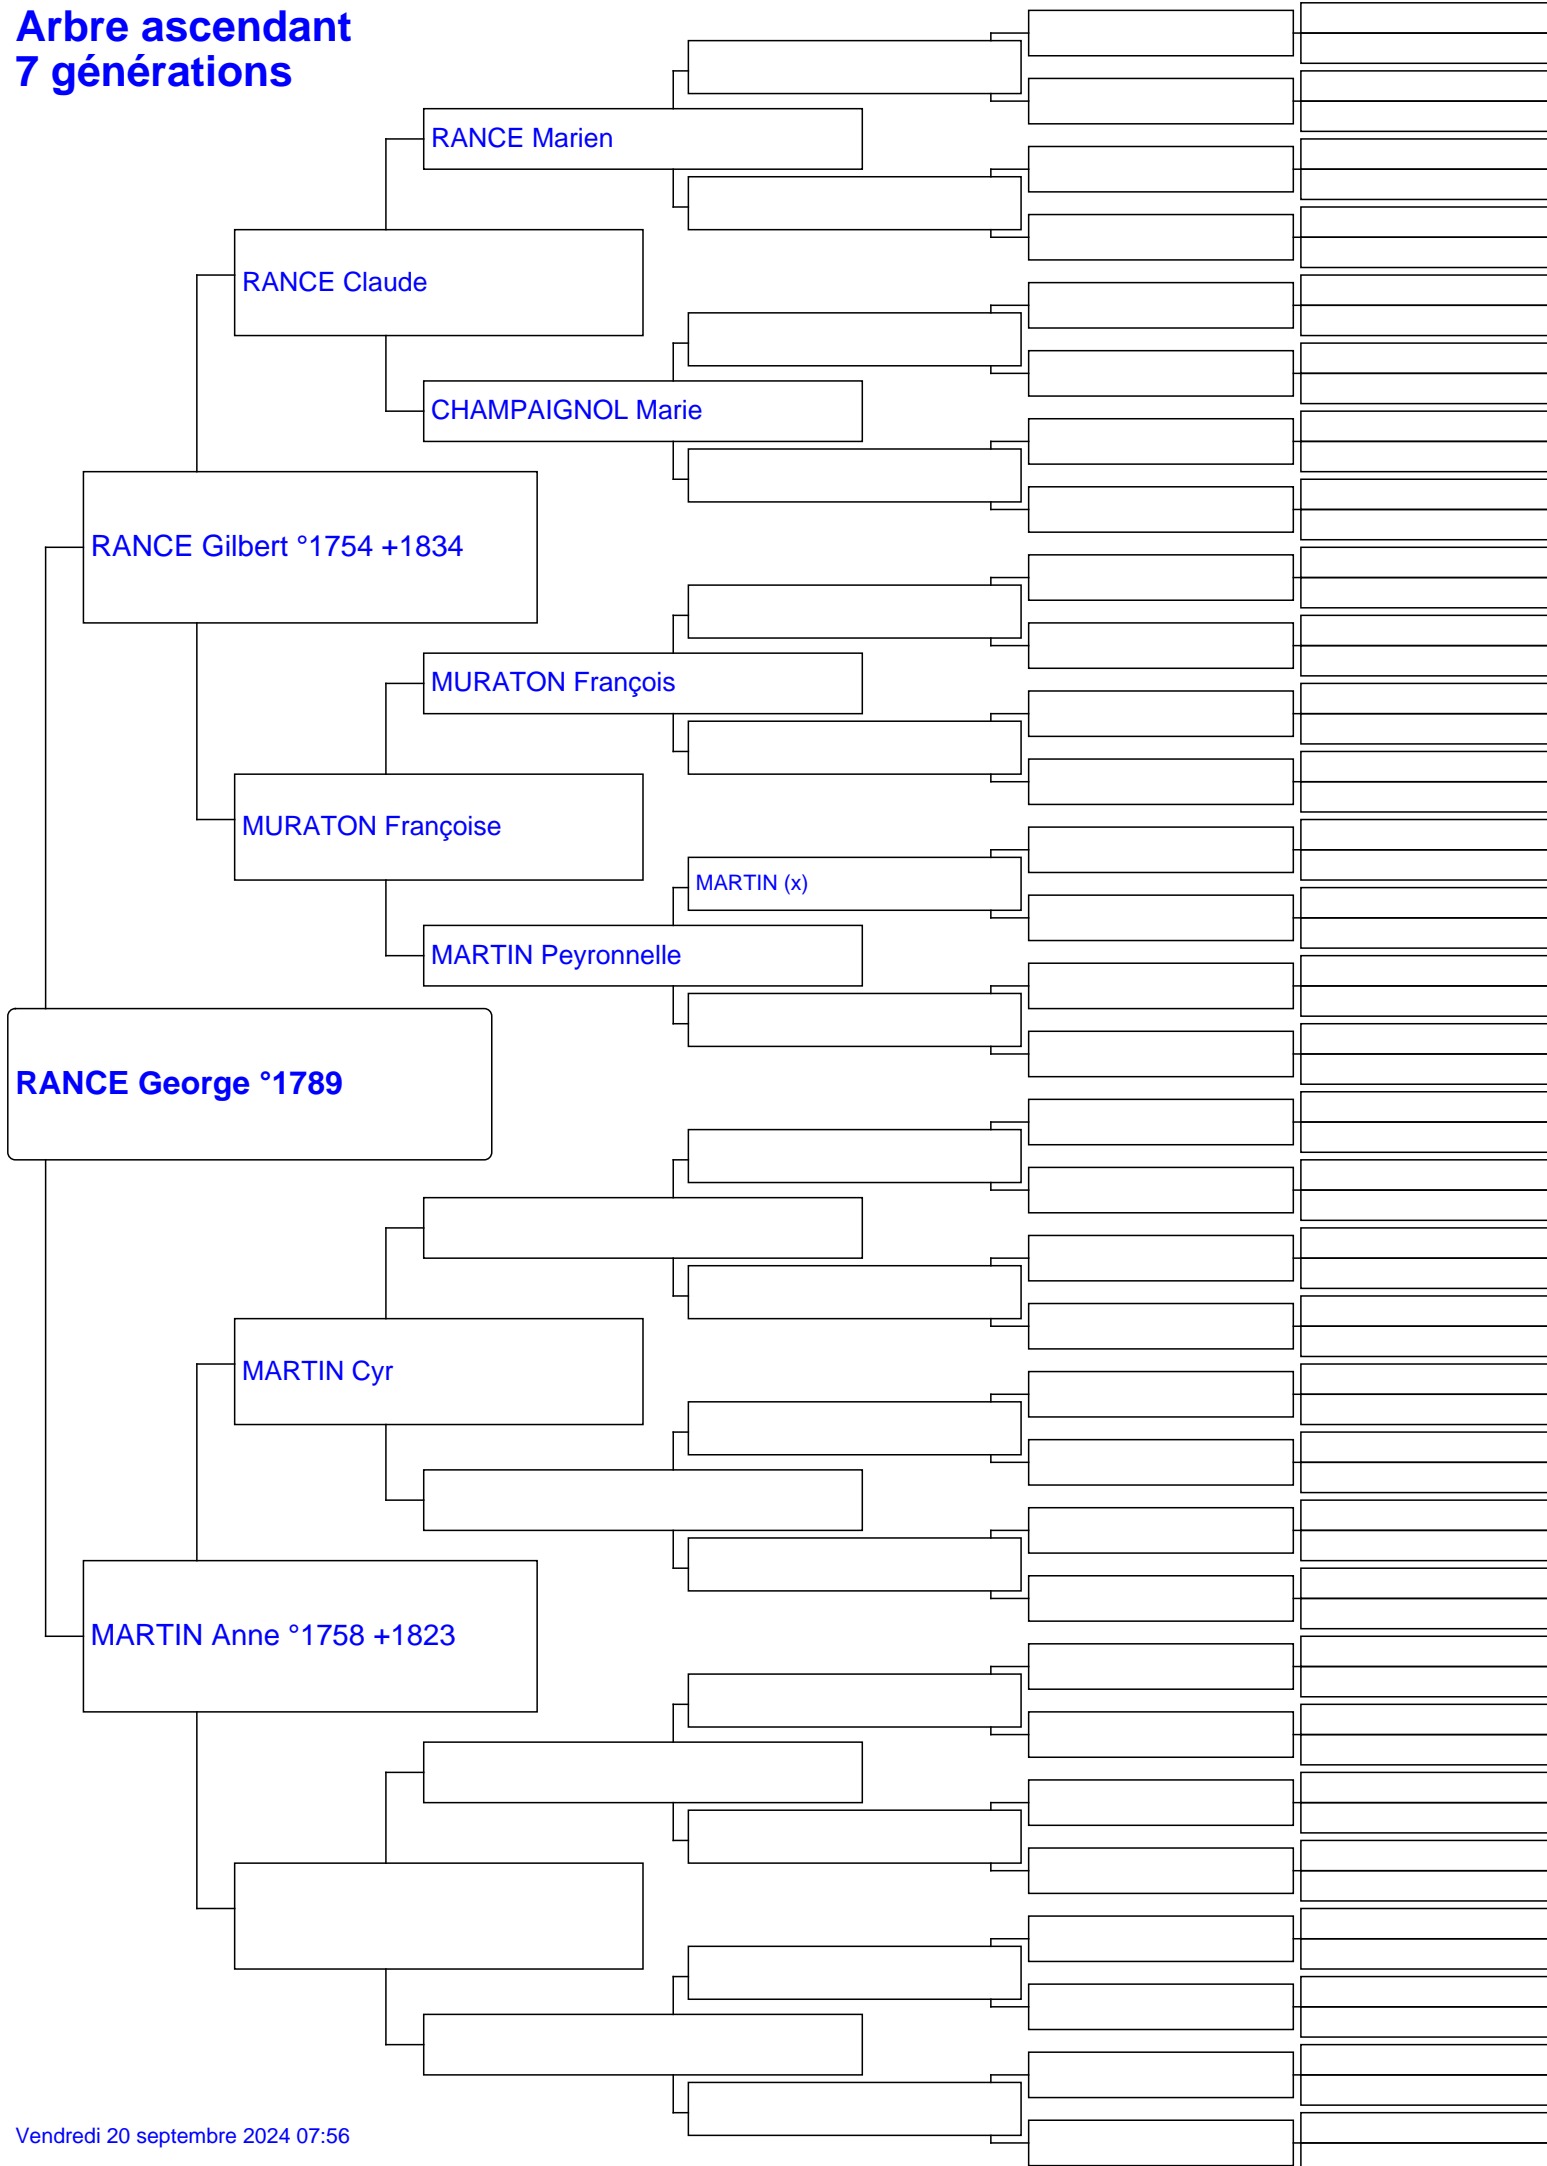 Arbre ascendant
7 générations
RANCE Marien
RANCE Claude
CHAMPAIGNOL Marie
RANCE Gilbert °1754 +1834
MURATON François
MURATON Françoise
MARTIN (x)
MARTIN Peyronnelle
RANCE George °1789
MARTIN Cyr
MARTIN Anne °1758 +1823
Vendredi 20 septembre 2024 07:56